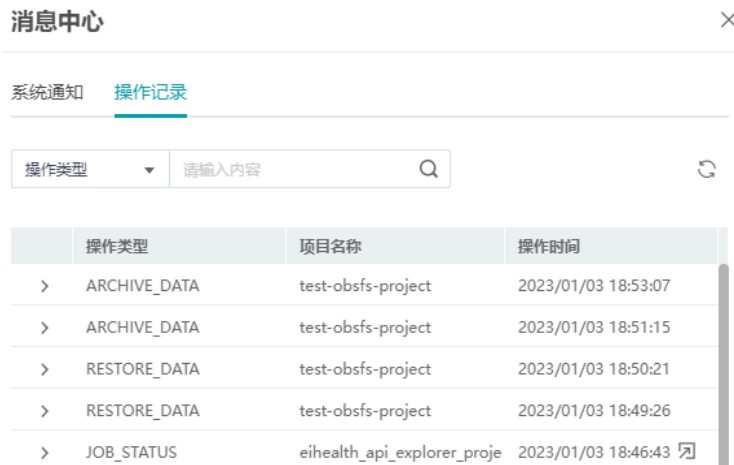 消息中心
系统通知 操作记录
操作类型 请输入内容
操作类型 项目名称 操作时间
ARCHIVE_DATA test-obsfs-project 2023/01/03 18:53:07
ARCHIVE_DATA test-obsfs-project 2023/01/03 18:51:15
RESTORE_DATA test-obsfs-project 2023/01/03 18:50:21
RESTORE_DATA test-obsfs-project 2023/01/03 18:49:26
JOB_STATUS eihealth_api_explorer_proje 2023/01/03 18:46:43